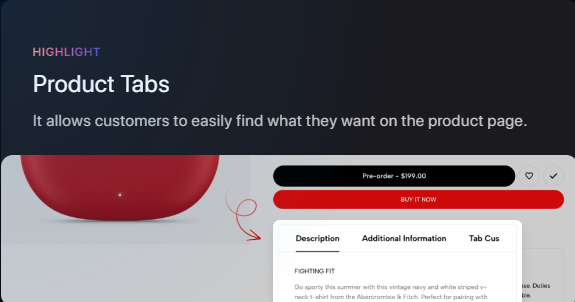 HIGHLIGHT
Product Tabs
It allows customers to easily find what they want on the product page.
Pre-order - $199.00
BUY IT NOW
Description Additional Information Tab Cus
FIGHTING FIT
Go sporty this summer with this vintage navy and white striped v-
neck t-shirt from the Abercrombie & Fitch. Perfect for pairing with
use. Duties
ble.